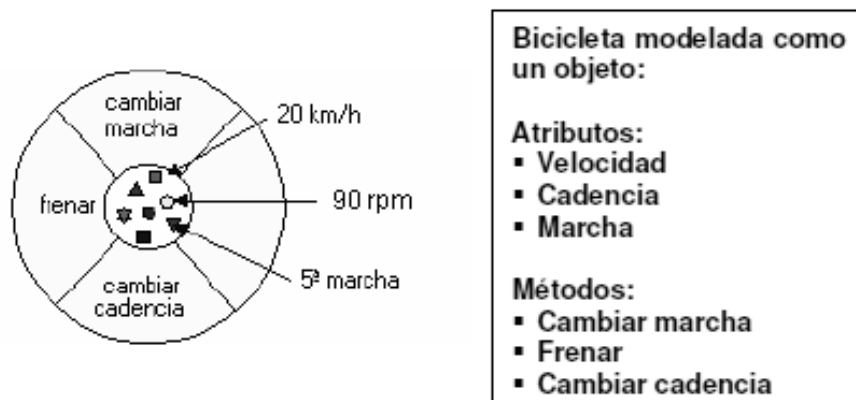 cambiar
marcha
frenar
cambiar
cadencia
20 km/h
90 rpm
5ª marcha
Bicicleta modelada como
un objeto:
Atributos:
▪ Velocidad
▪ Cadencia
▪ Marcha
Métodos:
▪ Cambiar marcha
▪ Frenar
▪ Cambiar cadencia